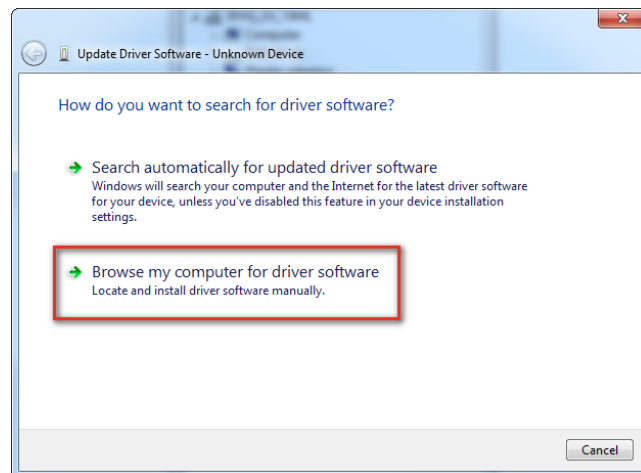 Computer
Update Driver Software - Unknown Device
How do you want to search for driver software?
Search automatically for updated driver software
Windows will search your computer and the Internet for the latest driver software
for your device, unless you've disabled this feature in your device installation
settings.
Browse my computer for driver software
Locate and install driver software manually.
Cancel